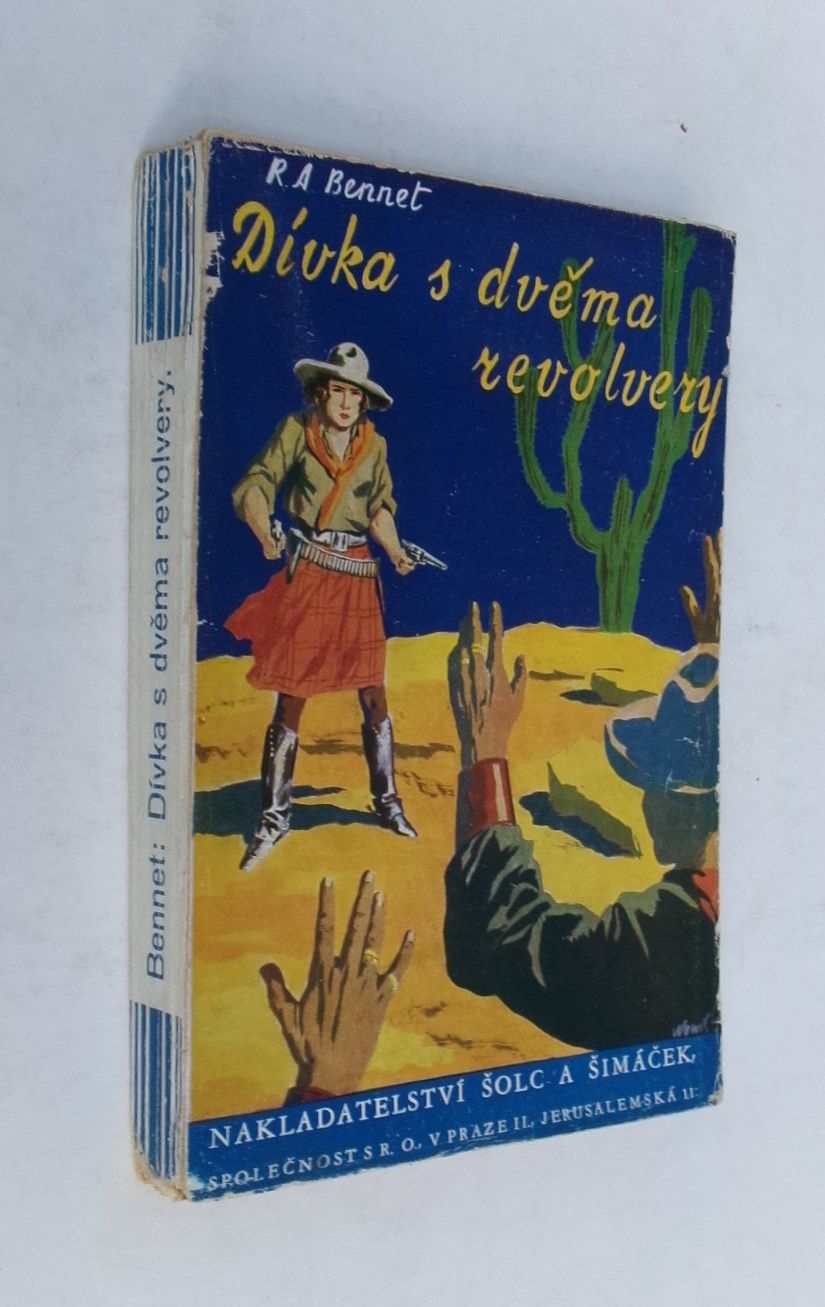 R. A Bennet
Dívka s dvěma
revolvery
Bennet: Dívka s dvěma revolvery.
NAKLADATELSTVÍ ŠOLC A ŠIMÁČEK,
SPOLEČNOST S R. O., V PRAZE II., JERUSALEMSKÁ 11